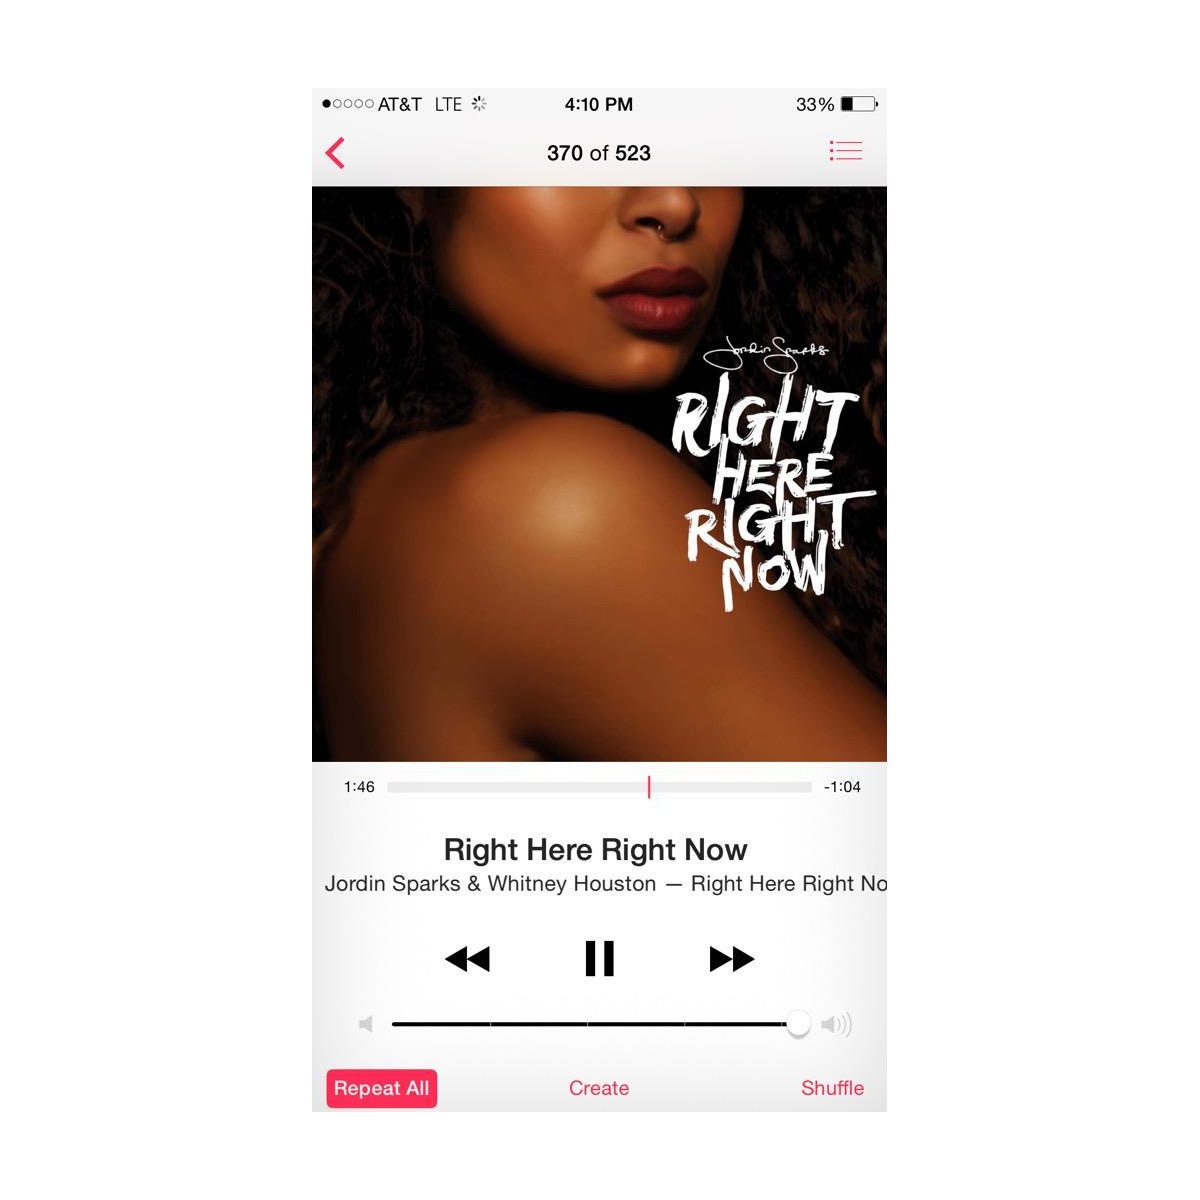 AT&T LTE 4:10 PM 33%
370 of 523
Jordin Sparks
RIGHT
HERE
RIGHT
NOW
1:46 -1:04
Right Here Right Now
Jordin Sparks & Whitney Houston — Right Here Right No
Repeat All Create Shuffle